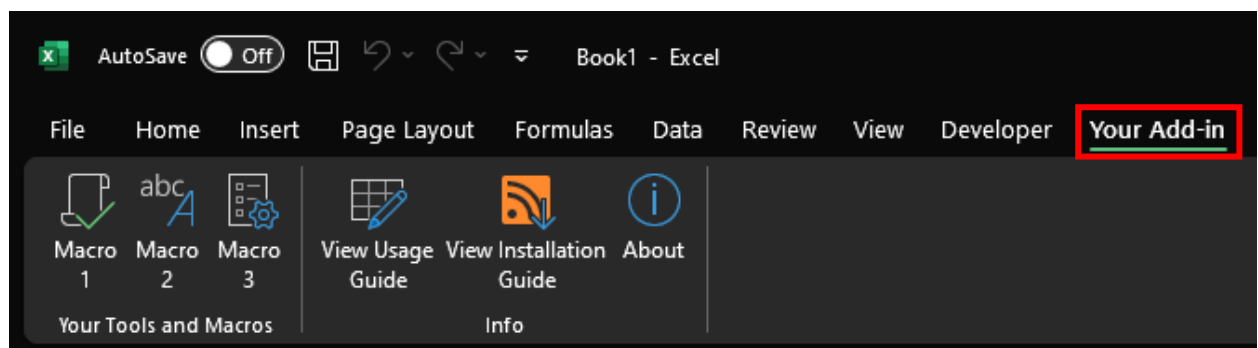 AutoSave Off Book1 - Excel
File Home Insert Page Layout Formulas Data Review View Developer Your Add-in
abc A
Macro Macro Macro View Usage View Installation About
1 2 3 Guide Guide
Your Tools and Macros Info